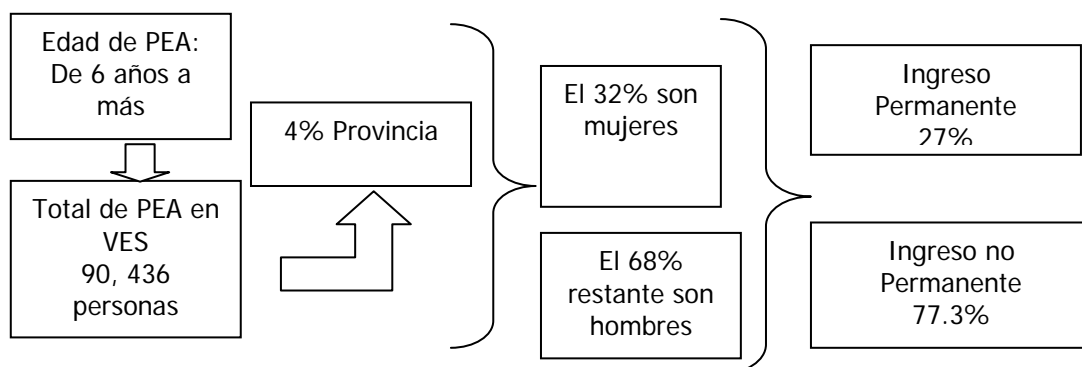 Edad de PEA:
De 6 años a
más
Total de PEA en
VES
90, 436
personas
4% Provincia
El 32% son
mujeres
El 68%
restante son
hombres
Ingreso
Permanente
27%
Ingreso no
Permanente
77.3%